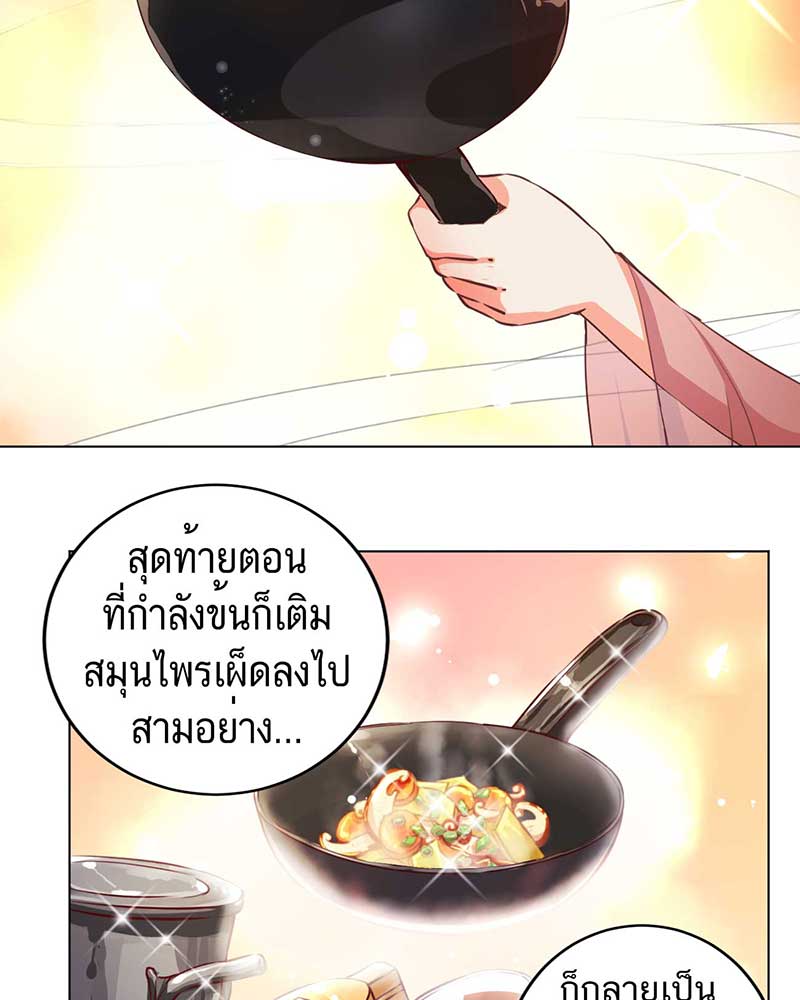 สุดท้ายตอน
ที่กำลังข้นก็เติม
สมุนไพรเผ็ดลงไป
สามอย่าง...
ก็กลายเป็น